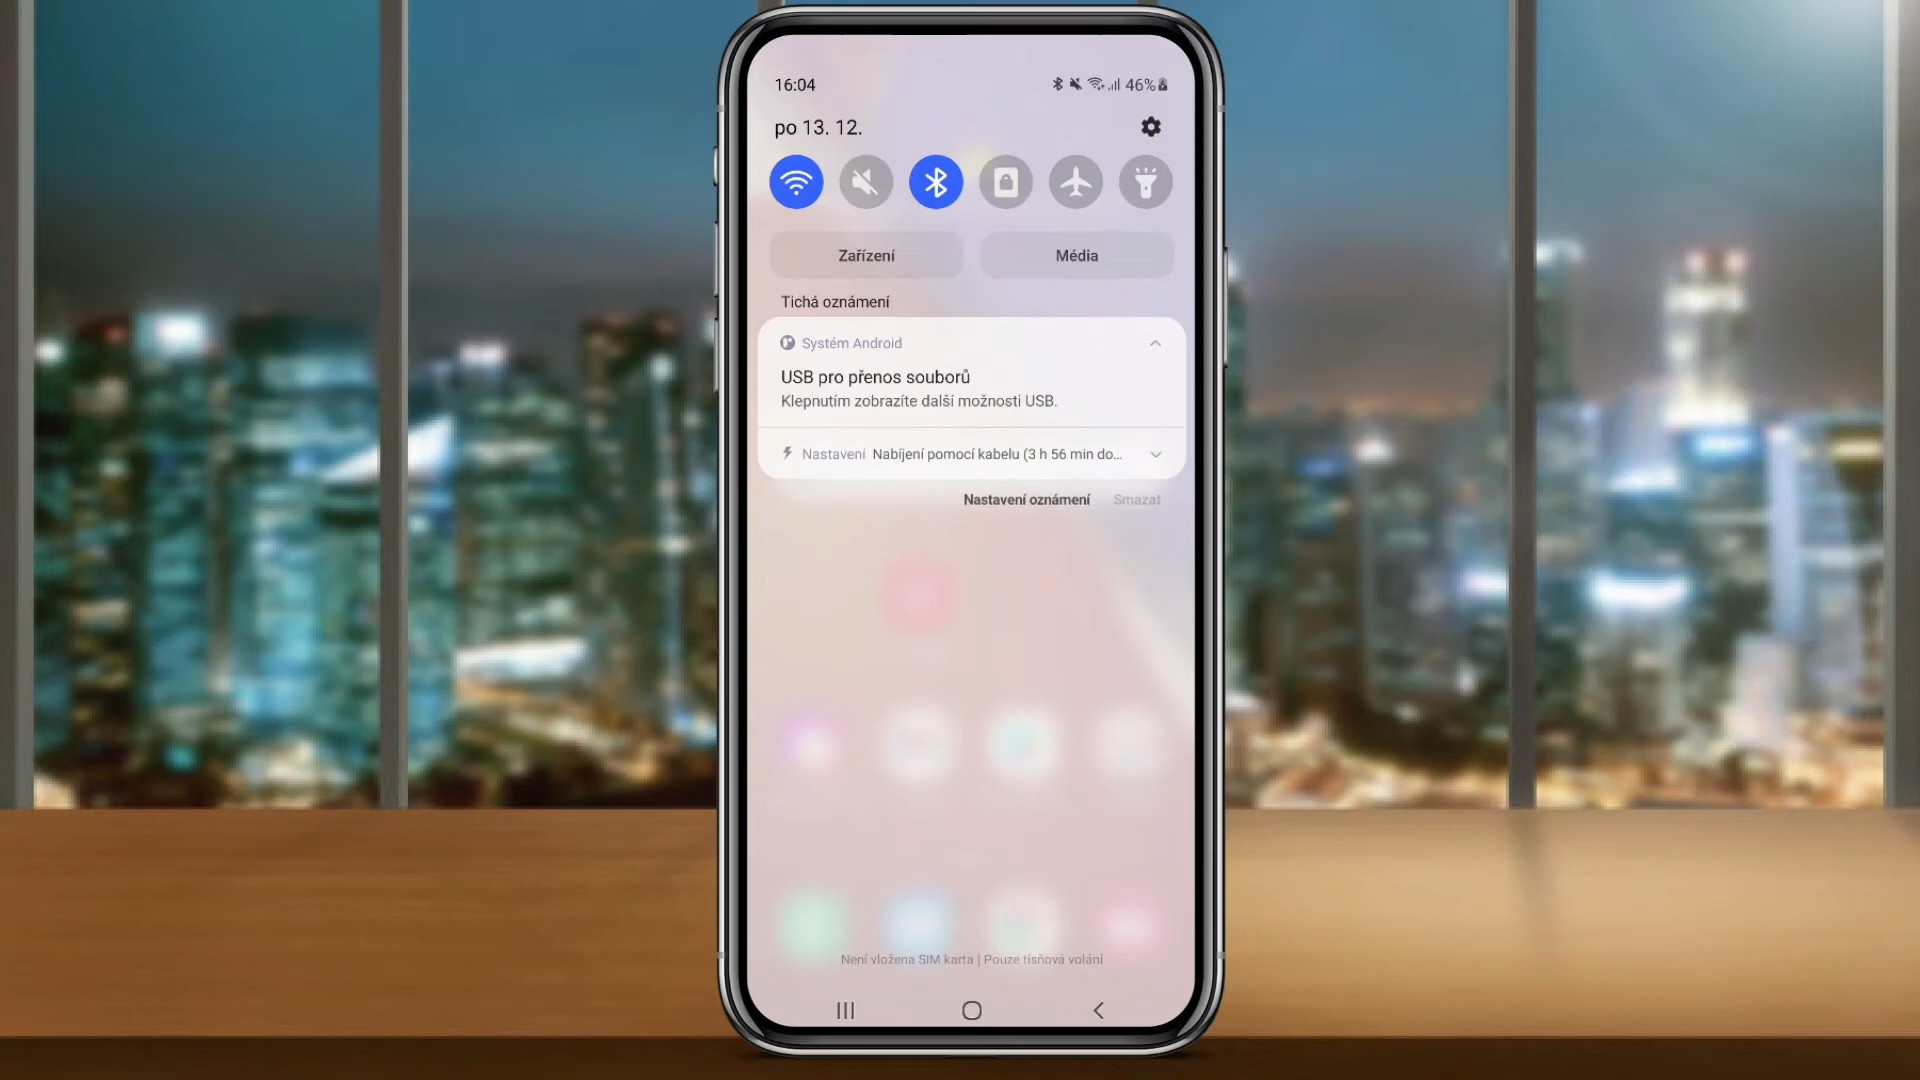 16:04
46%
po 13. 12.
Zařízení
Média
Tichá oznámení
Systém Android
USB pro přenos souborů
Klepnutím zobrazíte další možnosti USB.
Nastavení Nabíjení pomocí kabelu (3 h 56 min do...
Nastavení oznámení
Smazat
Není vložena SIM karta | Pouze tísňová volání